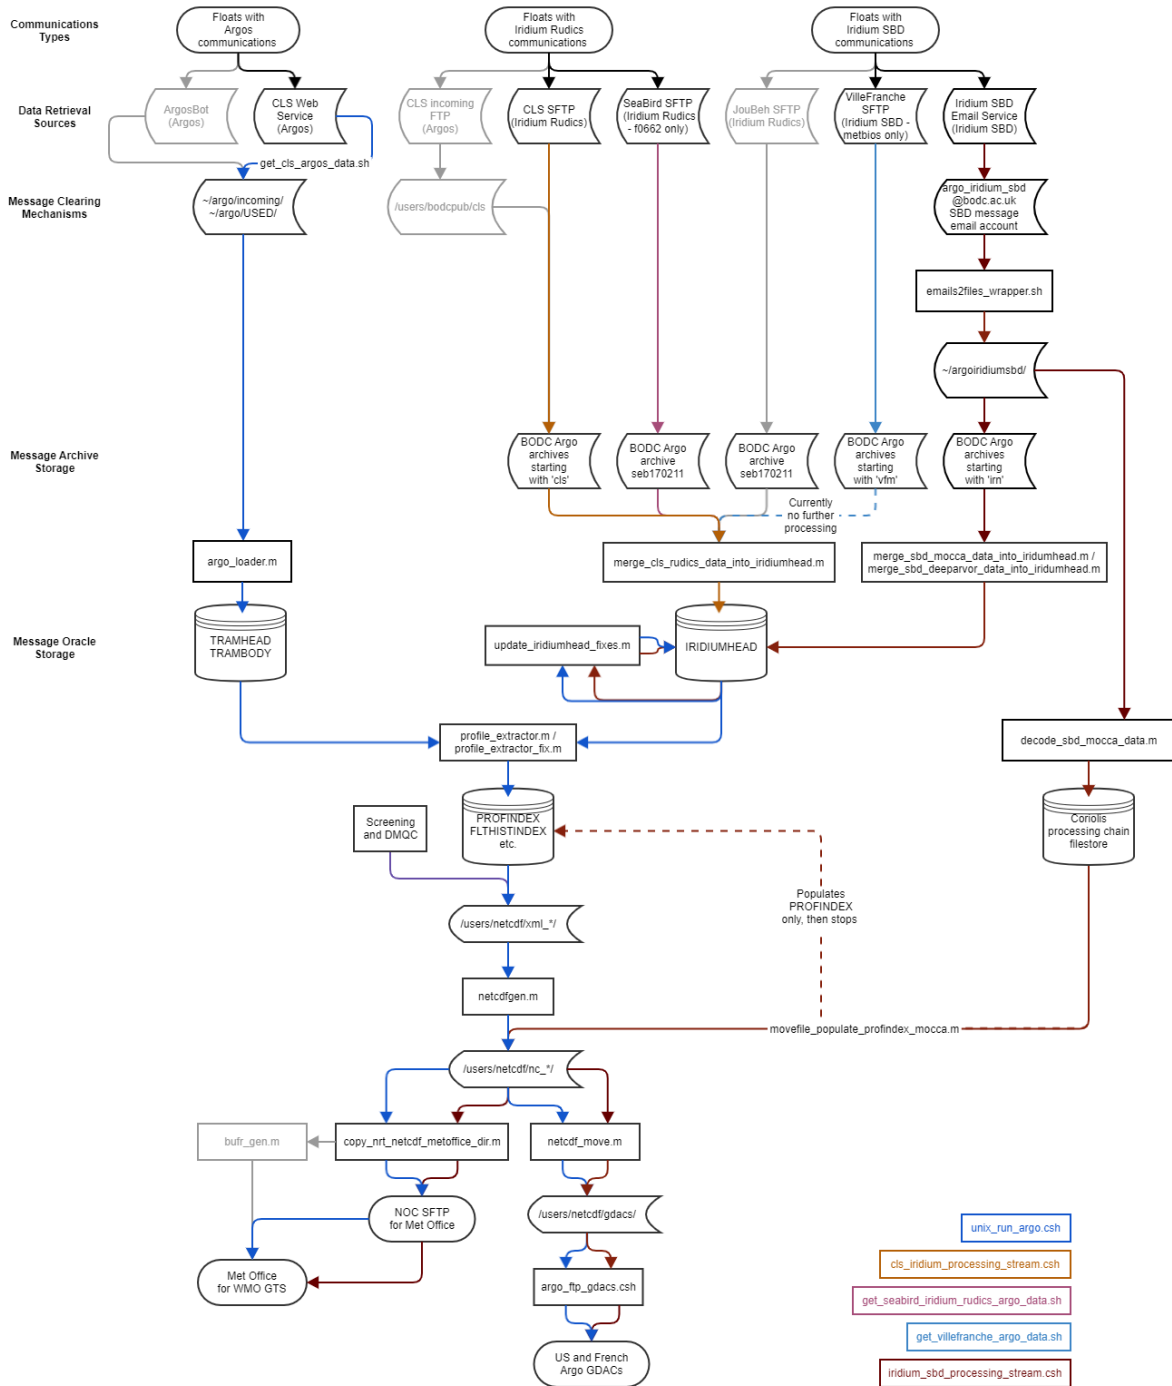 Communications
Types
Floats with
Argos
communications
Floats with
Iridium Rudics
communications
Floats with
Iridium SBD
communications
Data Retrieval
Sources
ArgosBot
(Argos)
CLS Web
Service
(Argos)
CLS incoming
FTP
(Argos)
CLS SFTP
(Iridium Rudics)
SeaBird SFTP
(Iridium Rudics
- f0662 only)
JouBeh SFTP
(Iridium Rudics)
VilleFranche
SFTP
(Iridium SBD -
metbios only)
Iridium SBD
Email Service
(Iridium SBD)
get_cls_argos_data.sh
Message Clearing
Mechanisms
~/argo/incoming/
~/argo/USED/
/users/bodcpub/cls
argo_iridium_sbd
@bodc.ac.uk
SBD message
email account
emails2files_wrapper.sh
~/argoiridiumsbd/
Message Archive
Storage
BODC Argo
archives
starting
with 'cls'
BODC Argo
archive
seb170211
BODC Argo
archive
seb170211
BODC Argo
archives
starting
with 'vfm'
BODC Argo
archives
starting
with 'irn'
Currently
no further
processing
argo_loader.m
merge_cls_rudics_data_into_iridiumhead.m
merge_sbd_mocca_data_into_iridumhead.m /
merge_sbd_deeparvor_data_into_iridumhead.m
Message Oracle
Storage
TRAMHEAD
TRAMBODY
update_iridiumhead_fixes.m
IRIDIUMHEAD
profile_extractor.m /
profile_extractor_fix.m
decode_sbd_mocca_data.m
Screening
and DMQC
PROFINDEX
FLTHISTINDEX
etc.
Coriolis
processing chain
filestore
Populates
PROFINDEX
only, then stops
/users/netcdf/xml_*/
netcdfgen.m
movefile_populate_profindex_mocca.m
/users/netcdf/nc_*/
bufr_gen.m
copy_nrt_netcdf_metoffice_dir.m
netcdf_move.m
NOC SFTP
for Met Office
/users/netcdf/gdacs/
Met Office
for WMO GTS
argo_ftp_gdacs.csh
US and French
Argo GDACs
unix_run_argo.csh
cls_iridium_processing_stream.csh
get_seabird_iridium_rudics_argo_data.sh
get_villefranche_argo_data.sh
iridium_sbd_processing_stream.csh